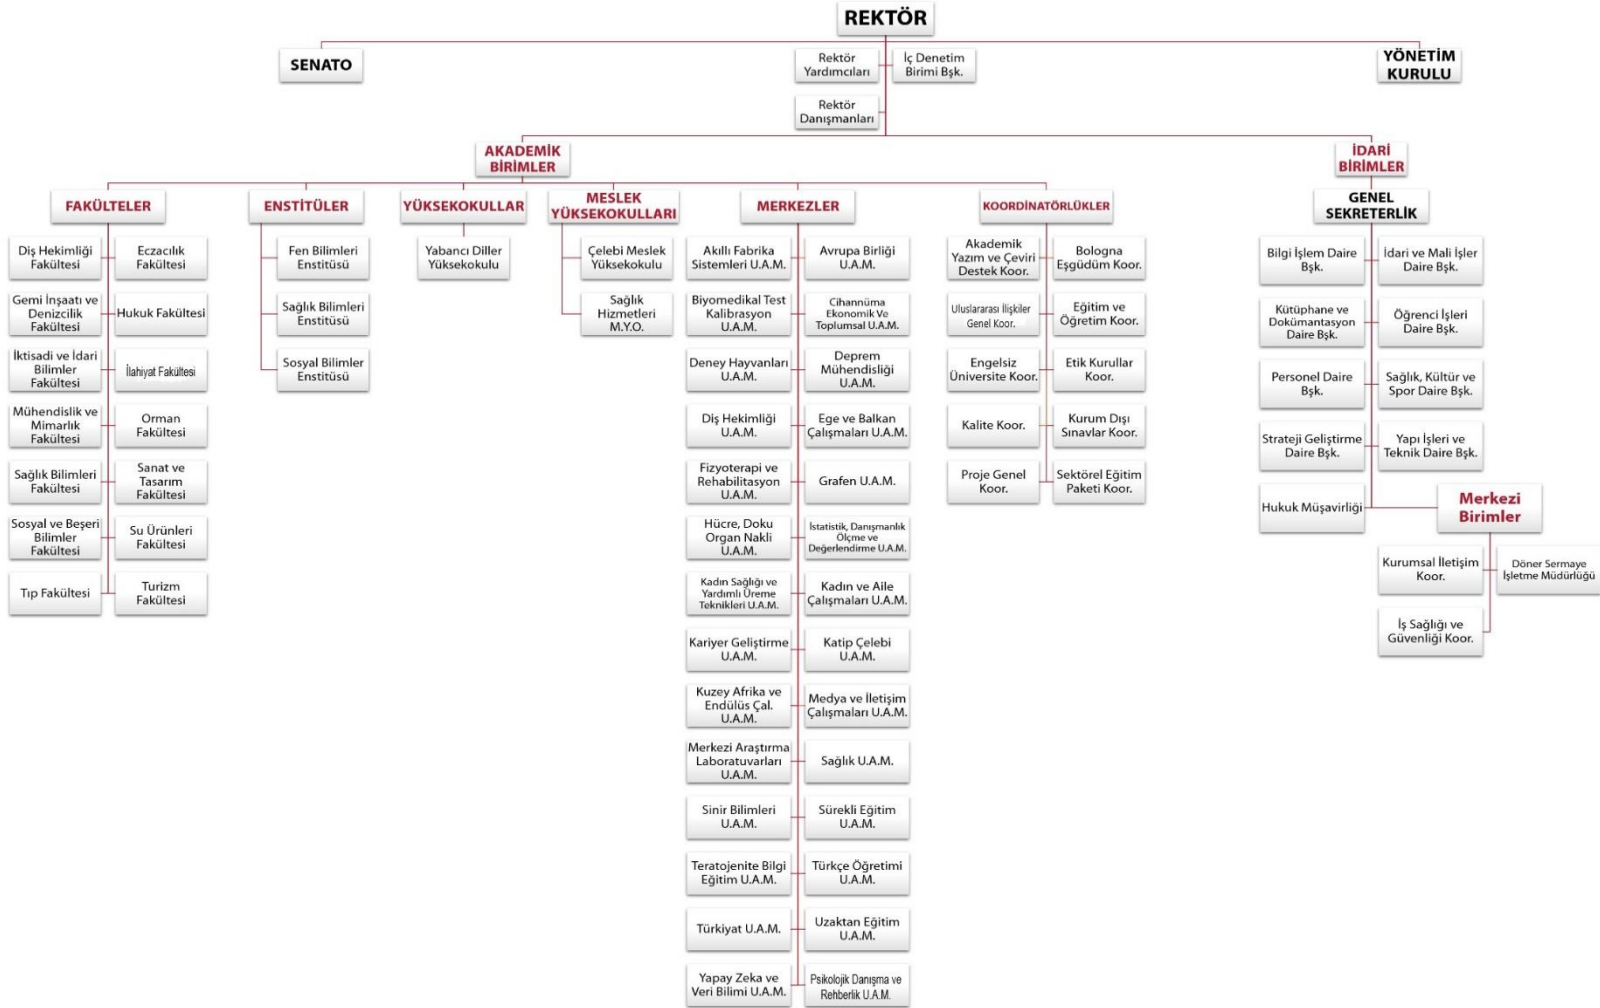 REKTÖR
SENATO
Rektör
Yardımcıları
İç Denetim
Birimi Bşk.
YÖNETİM
KURULU
Rektör
Danışmanları
AKADEMİK
BİRİMLER
İDARİ
BİRİMLER
FAKÜLTELER
ENSTİTÜLER
YÜKSEKOKULLAR
MESLEK
YÜKSEKOKULLARI
MERKEZLER
KOORDİNATÖRLÜKLER
GENEL
SEKRETERLİK
Diş Hekimliği
Fakültesi
Eczacılık
Fakültesi
Gemi İnşaatı ve
Denizcilik
Fakültesi
Hukuk Fakültesi
İktisadi ve İdari
Bilimler
Fakültesi
İlahiyat Fakültesi
Mühendislik ve
Mimarlık
Fakültesi
Orman
Fakültesi
Sağlık Bilimleri
Fakültesi
Sanat ve
Tasarım
Fakültesi
Sosyal ve Beşeri
Bilimler
Fakültesi
Su Ürünleri
Fakültesi
Tıp Fakültesi
Turizm
Fakültesi
Fen Bilimleri
Enstitüsü
Sağlık Bilimleri
Enstitüsü
Sosyal Bilimler
Enstitüsü
Yabancı Diller
Yüksekokulu
Çelebi Meslek
Yüksekokulu
Sağlık
Hizmetleri
M.Y.O.
Akıllı Fabrika
Sistemleri U.A.M.
Avrupa Birliği
U.A.M.
Biyomedikal Test
Kalibrasyon
U.A.M.
Cihannüma
Ekonomik Ve
Toplumsal U.A.M.
Deney Hayvanları
U.A.M.
Deprem
Mühendisliği
U.A.M.
Diş Hekimliği
U.A.M.
Ege ve Balkan
Çalışmaları U.A.M.
Fizyoterapi ve
Rehabilitasyon
U.A.M.
Grafen U.A.M.
Hücre, Doku
Organ Nakli
U.A.M.
İstatistik, Danışmanlık
Ölçme ve
Değerlendirme U.A.M.
Kadın Sağlığı ve
Yardımlı Üreme
Teknikleri U.A.M.
Kadın ve Aile
Çalışmaları U.A.M.
Kariyer Geliştirme
U.A.M.
Katip Çelebi
U.A.M.
Kuzey Afrika ve
Endülüs Çal.
U.A.M.
Medya ve İletişim
Çalışmaları U.A.M.
Merkezi Araştırma
Laboratuvarları
U.A.M.
Sağlık U.A.M.
Sinir Bilimleri
U.A.M.
Sürekli Eğitim
U.A.M.
Teratojenite Bilgi
Eğitim U.A.M.
Türkçe Öğretimi
U.A.M.
Türkiyat U.A.M.
Uzaktan Eğitim
U.A.M.
Yapay Zeka ve
Veri Bilimi U.A.M.
Psikolojik Danışma ve
Rehberlik U.A.M.
Akademik
Yazım ve Çeviri
Destek Koor.
Bologna
Eşgüdüm Koor.
Uluslararası İlişkiler
Genel Koor.
Eğitim ve
Öğretim Koor.
Engelsiz
Üniversite Koor.
Etik Kurullar
Koor.
Kalite Koor.
Kurum Dışı
Sınavlar Koor.
Proje Genel
Koor.
Sektörel Eğitim
Paketi Koor.
Bilgi İşlem Daire
Bşk.
İdari ve Mali İşler
Daire Bşk.
Kütüphane ve
Dokümantasyon
Daire Bşk.
Öğrenci İşleri
Daire Bşk.
Personel Daire
Bşk.
Sağlık, Kültür ve
Spor Daire Bşk.
Strateji Geliştirme
Daire Bşk.
Yapı İşleri ve
Teknik Daire Bşk.
Hukuk Müşavirliği
Merkezi
Birimler
Kurumsal İletişim
Koor.
Döner Sermaye
İşletme Müdürlüğü
İş Sağlığı ve
Güvenliği Koor.